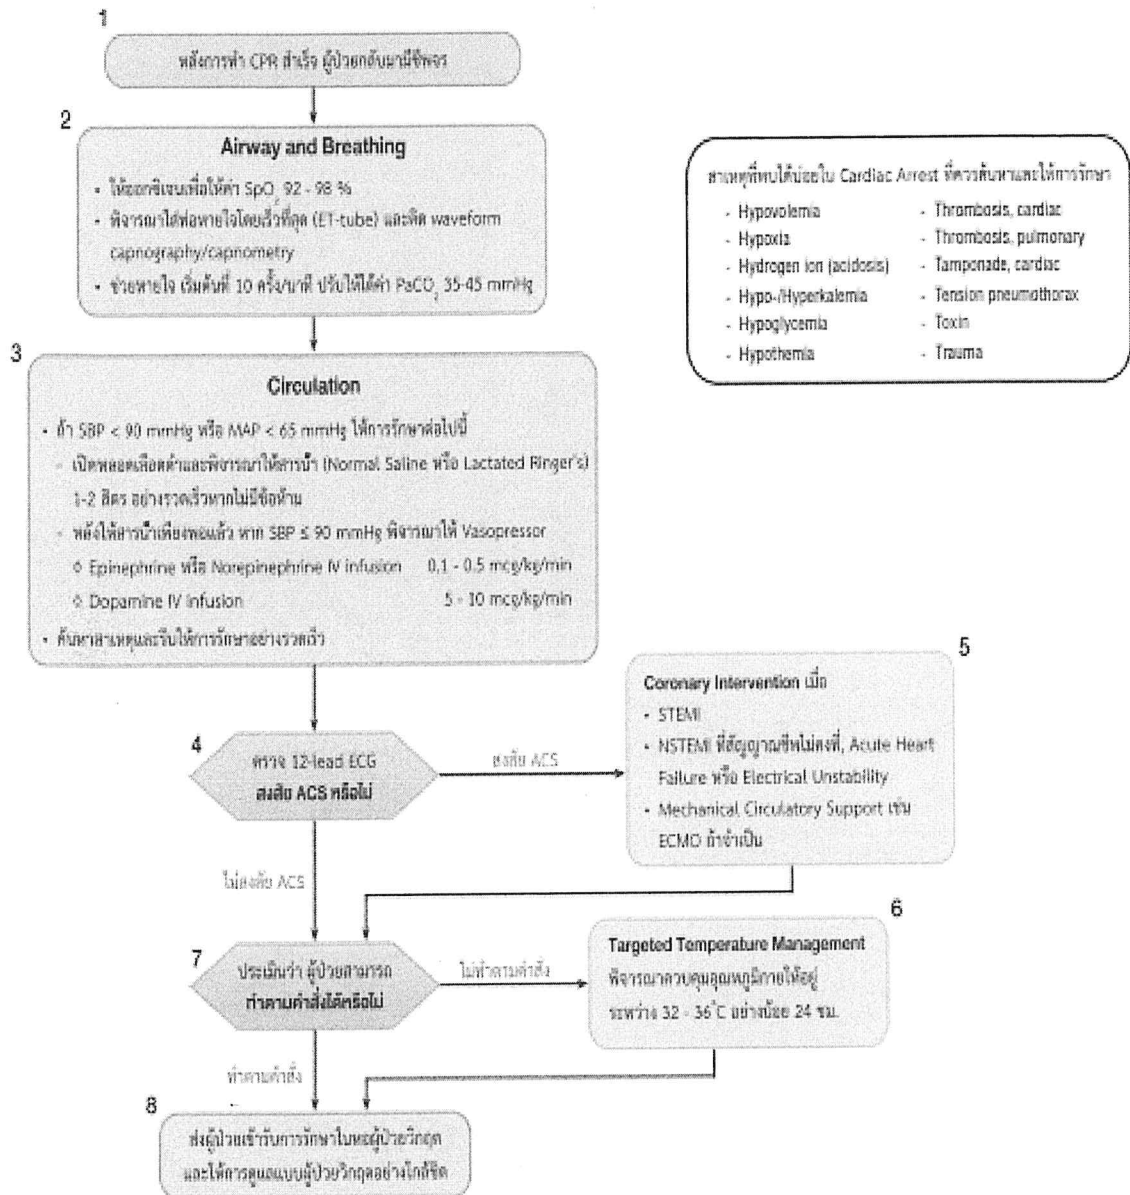 1
หลังการทำ CPR สำเร็จ ผู้ป่วยกลับมามีชีพจร
2
Airway and Breathing
• ให้ออกซิเจนเพื่อให้ค่า SpO₂ 92 - 98 %
• พิจารณาใส่ท่อหายใจโดยเร็วที่สุด (ET-tube) และติด waveform
capnography/capnometry
• ช่วยหายใจ เริ่มต้นที่ 10 ครั้ง/นาที ปรับให้ได้ค่า PaCO₂ 35-45 mmHg
สาเหตุที่พบได้บ่อยใน Cardiac Arrest ที่ควรค้นหาและให้การรักษา
- Hypovolemia
- Hypoxia
- Hydrogen ion (acidosis)
- Hypo-/Hyperkalemia
- Hypoglycemia
- Hypothemia
- Thrombosis, cardiac
- Thrombosis, pulmonary
- Tamponade, cardiac
- Tension pneumothorax
- Toxin
- Trauma
3
Circulation
• ถ้า SBP < 90 mmHg หรือ MAP < 65 mmHg ให้การรักษาต่อไปนี้
- เปิดหลอดเลือดดำและพิจารณาให้สารน้ำ (Normal Saline หรือ Lactated Ringer's)
1-2 ลิตร อย่างรวดเร็วหากไม่มีข้อห้าม
- หลังให้สารน้ำเพียงพอแล้ว หาก SBP ≤ 90 mmHg พิจารณาให้ Vasopressor
◊ Epinephrine หรือ Norepinephrine IV infusion 0.1 - 0.5 mcg/kg/min
◊ Dopamine IV infusion 5 - 10 mcg/kg/min
• ค้นหาสาเหตุและรีบให้การรักษาอย่างรวดเร็ว
4
ตรวจ 12-lead ECG
สงสัย ACS หรือไม่
สงสัย ACS
5
Coronary Intervention เมื่อ
• STEMI
• NSTEMI ที่สัญญาณชีพไม่คงที่, Acute Heart
Failure หรือ Electrical Unstability
• Mechanical Circulatory Support เช่น
ECMO ถ้าจำเป็น
ไม่สงสัย ACS
7
ประเมินว่า ผู้ป่วยสามารถ
ทำตามคำสั่งได้หรือไม่
ไม่ทำตามคำสั่ง
6
Targeted Temperature Management
พิจารณาควบคุมอุณหภูมิกายให้อยู่
ระหว่าง 32 - 36°C อย่างน้อย 24 ชม.
ทำตามคำสั่ง
8
ส่งผู้ป่วยเข้ารับการรักษาในหอผู้ป่วยวิกฤต
และให้การดูแลแบบผู้ป่วยวิกฤตอย่างใกล้ชิด